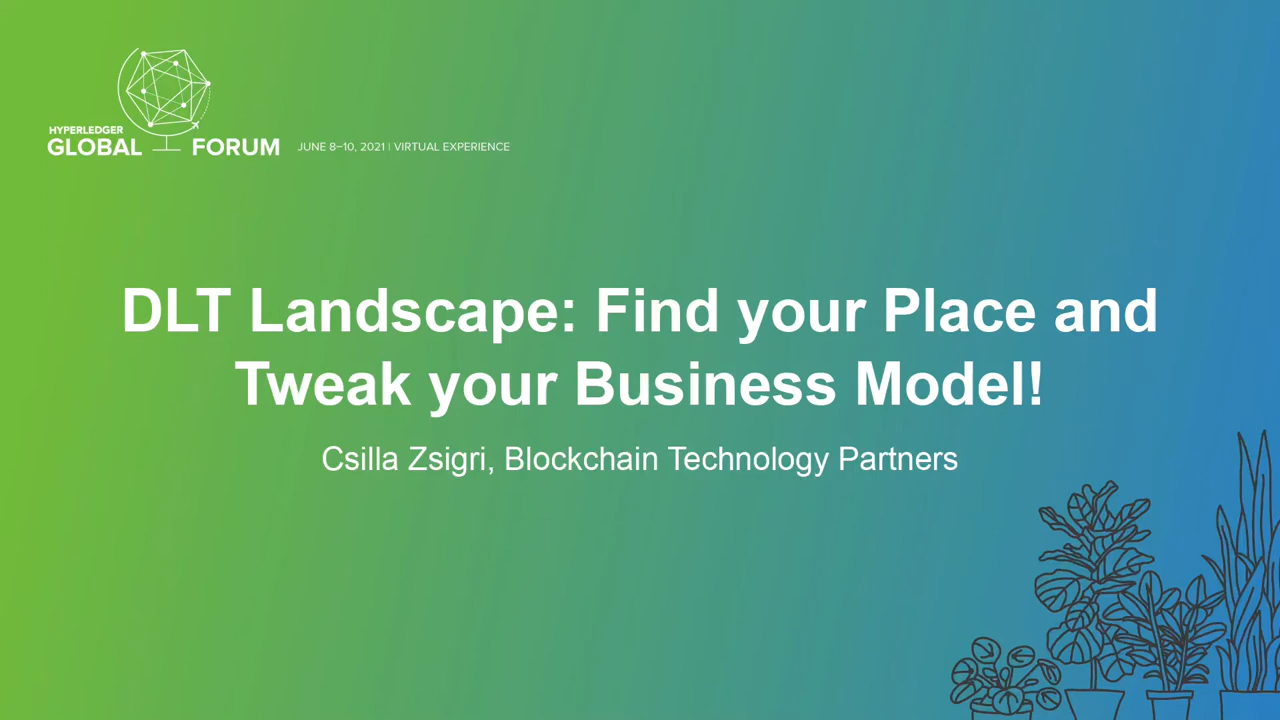 HYPERLEDGER
GLOBAL FORUM
JUNE 8–10, 2021 | VIRTUAL EXPERIENCE
DLT Landscape: Find your Place and
Tweak your Business Model!
Csilla Zsigri, Blockchain Technology Partners